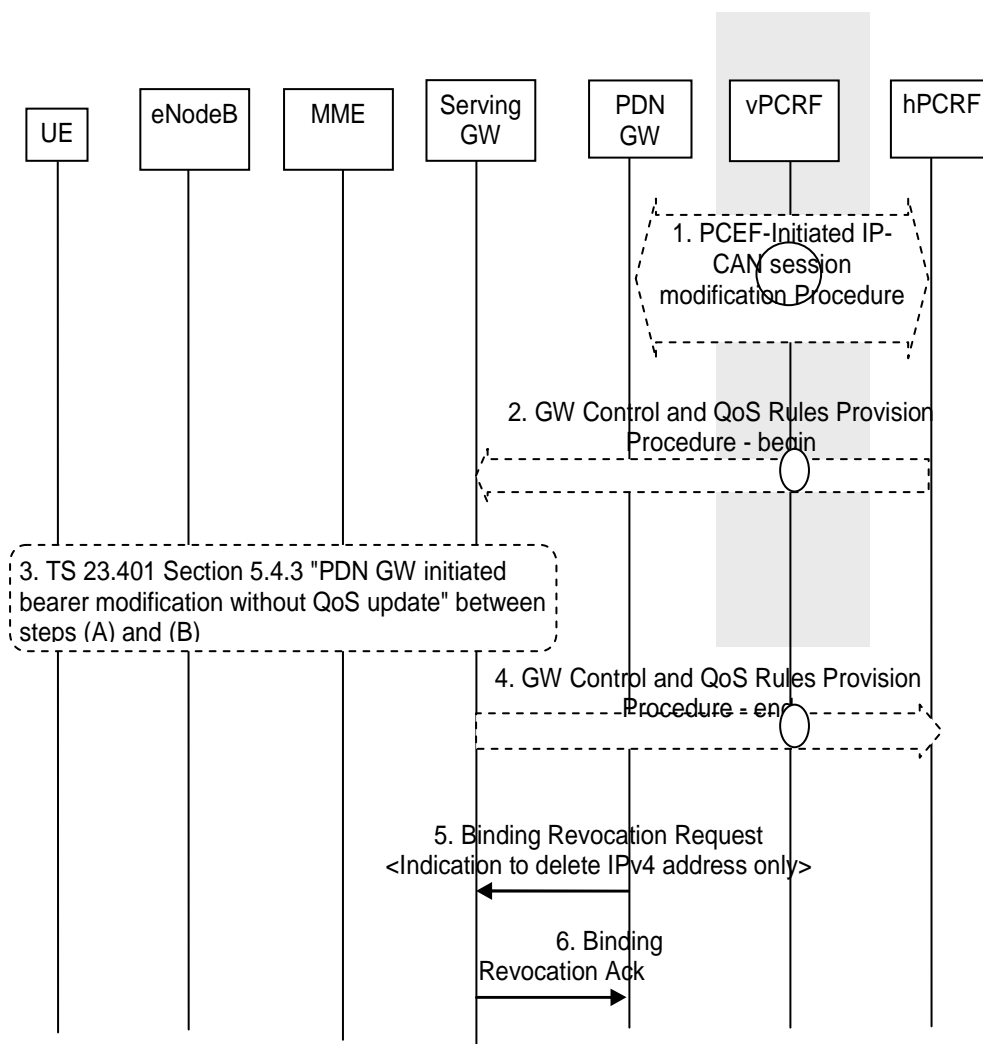 UE
eNodeB
MME
Serving
GW
PDN
GW
vPCRF
hPCRF
1. PCEF-Initiated IP-
CAN session
modification Procedure
2. GW Control and QoS Rules Provision
Procedure - begin
3. TS 23.401 Section 5.4.3 "PDN GW initiated
bearer modification without QoS update" between
steps (A) and (B)
4. GW Control and QoS Rules Provision
Procedure - end
5. Binding Revocation Request
<Indication to delete IPv4 address only>
6. Binding
Revocation Ack